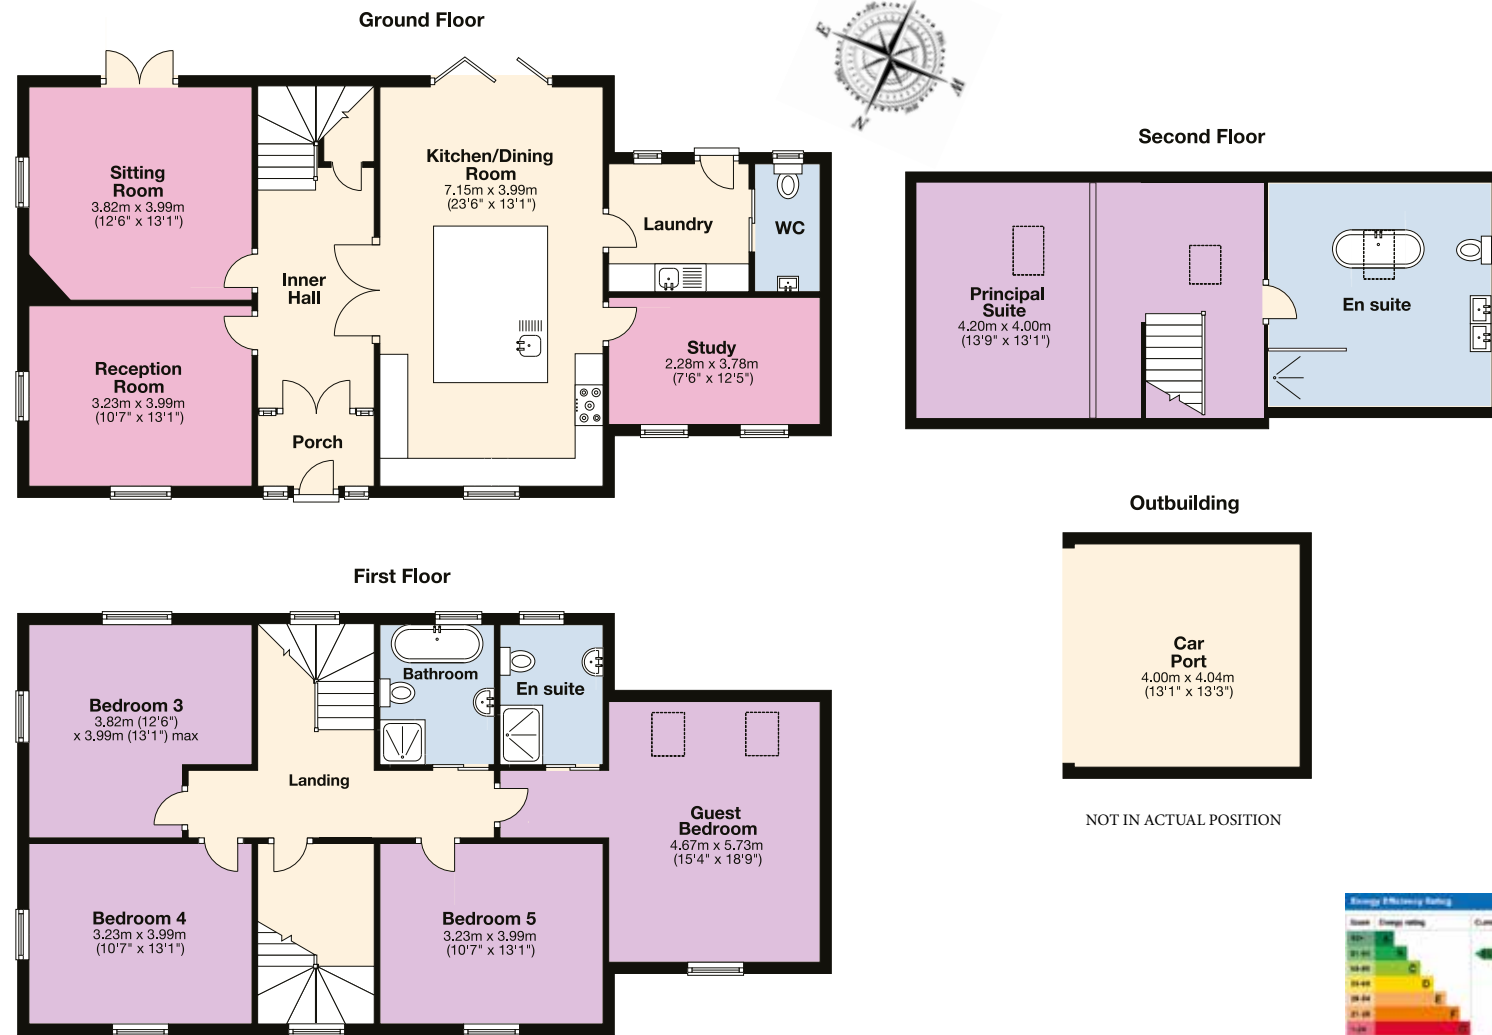 Ground Floor
E
W
N
Sitting
Room
3.82m x 3.99m
(12'6" x 13'1")
Kitchen/Dining
Room
7.15m x 3.99m
(23'6" x 13'1")
Laundry
WC
Inner
Hall
Reception
Room
3.23m x 3.99m
(10'7" x 13'1")
Study
2.28m x 3.78m
(7'6" x 12'5")
Porch
Second Floor
Principal
Suite
4.20m x 4.00m
(13'9" x 13'1")
En suite
First Floor
Bedroom 3
3.82m (12'6")
x 3.99m (13'1") max
Bathroom
En suite
Landing
Guest
Bedroom
4.67m x 5.73m
(15'4" x 18'9")
Bedroom 4
3.23m x 3.99m
(10'7" x 13'1")
Bedroom 5
3.23m x 3.99m
(10'7" x 13'1")
Outbuilding
Car
Port
4.00m x 4.04m
(13'1" x 13'3")
NOT IN ACTUAL POSITION
Energy Efficiency Rating
Score Energy rating
C
D
E
F